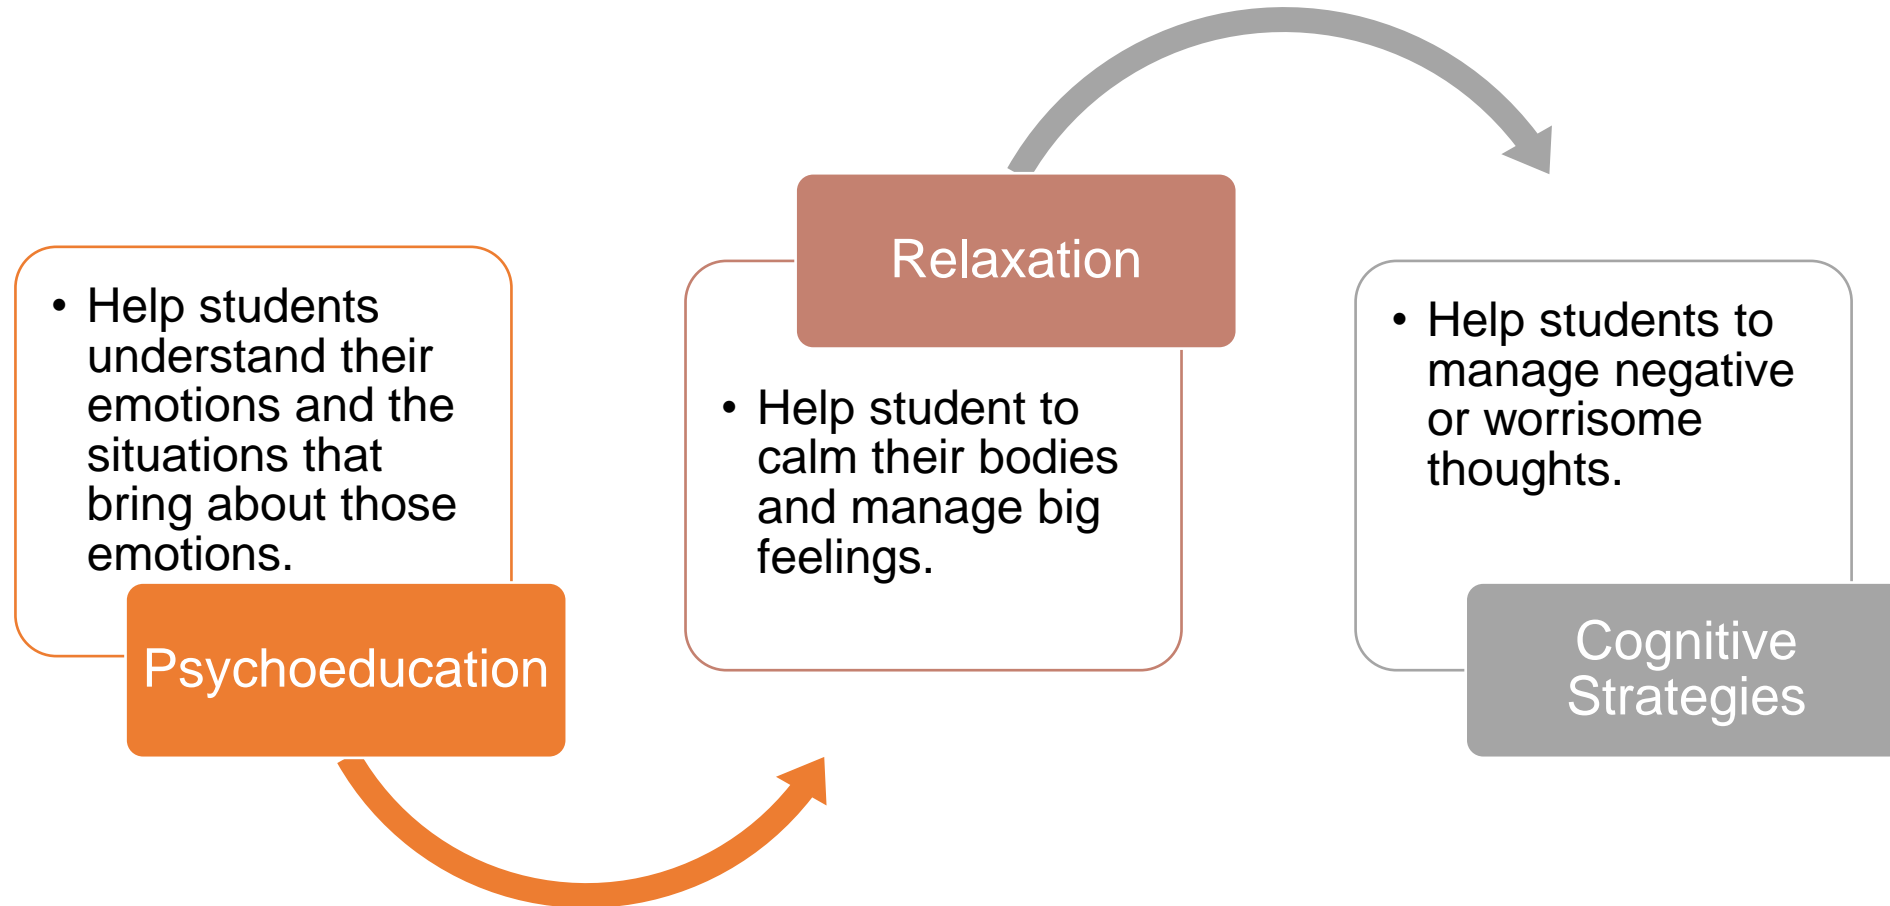 • Help students
understand their
emotions and the
situations that
bring about those
emotions.
Psychoeducation
Relaxation
• Help student to
calm their bodies
and manage big
feelings.
• Help students to
manage negative
or worrisome
thoughts.
Cognitive
Strategies